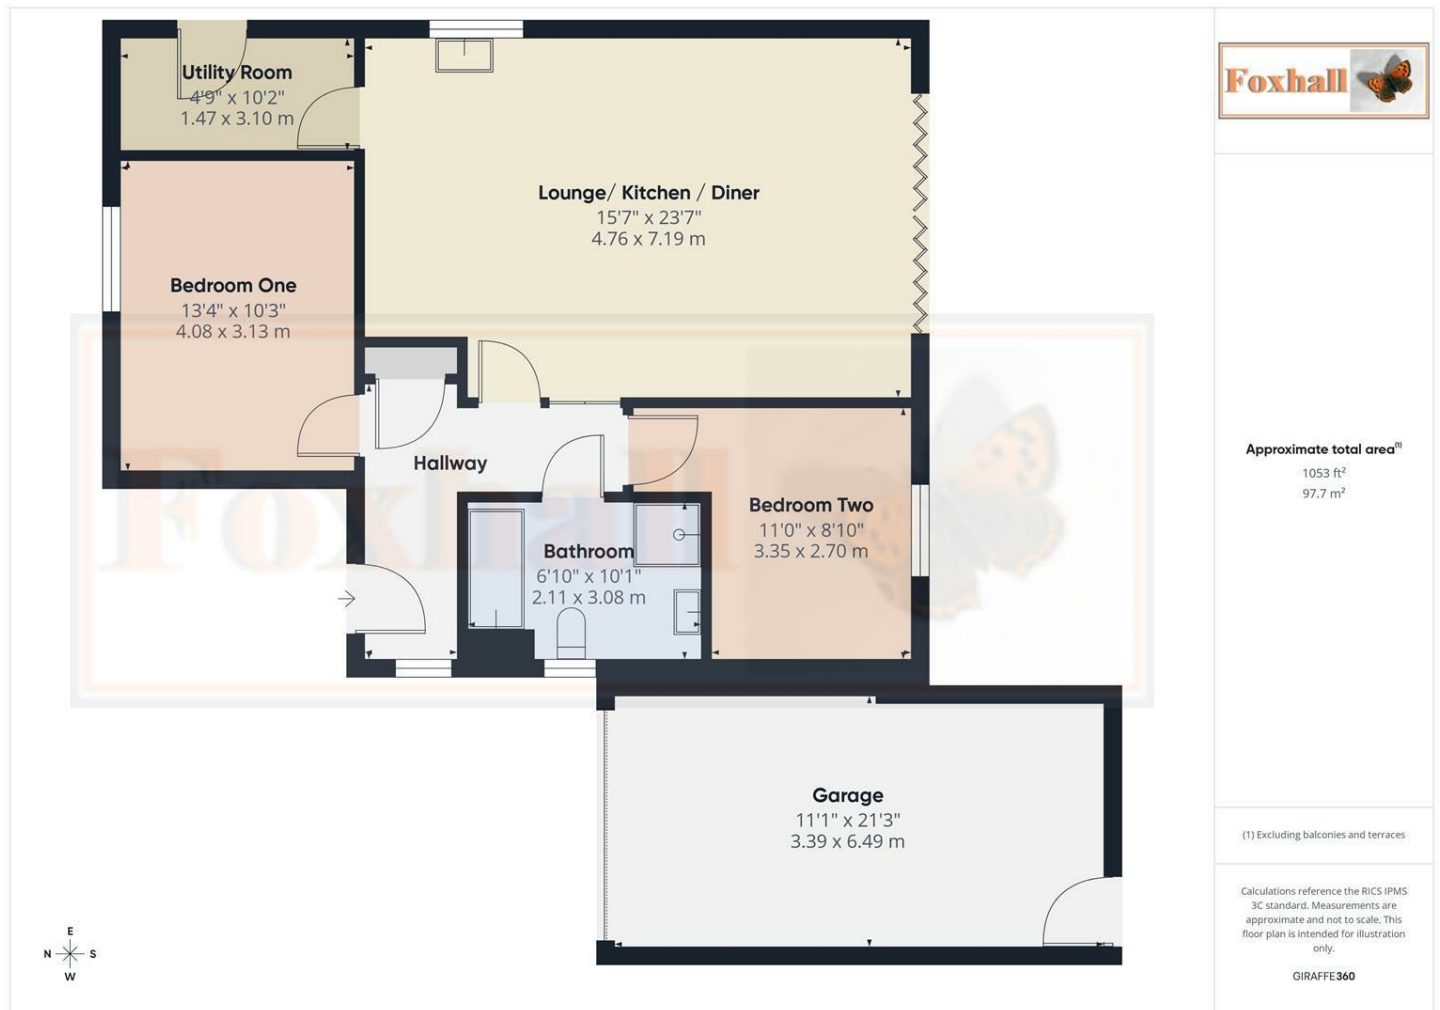 Utility Room
4'9" x 10'2"
1.47 x 3.10 m
Lounge/ Kitchen / Diner
15'7" x 23'7"
4.76 x 7.19 m
Bedroom One
13'4" x 10'3"
4.08 x 3.13 m
Hallway
Bedroom Two
11'0" x 8'10"
3.35 x 2.70 m
Bathroom
6'10" x 10'1"
2.11 x 3.08 m
Garage
11'1" x 21'3"
3.39 x 6.49 m
Foxhall
E
N S
W
Foxhall
Approximate total area(1)
1053 ft²
97.7 m²
(1) Excluding balconies and terraces
Calculations reference the RICS IPMS
3C standard. Measurements are
approximate and not to scale. This
floor plan is intended for illustration
only.
GIRAFFE360